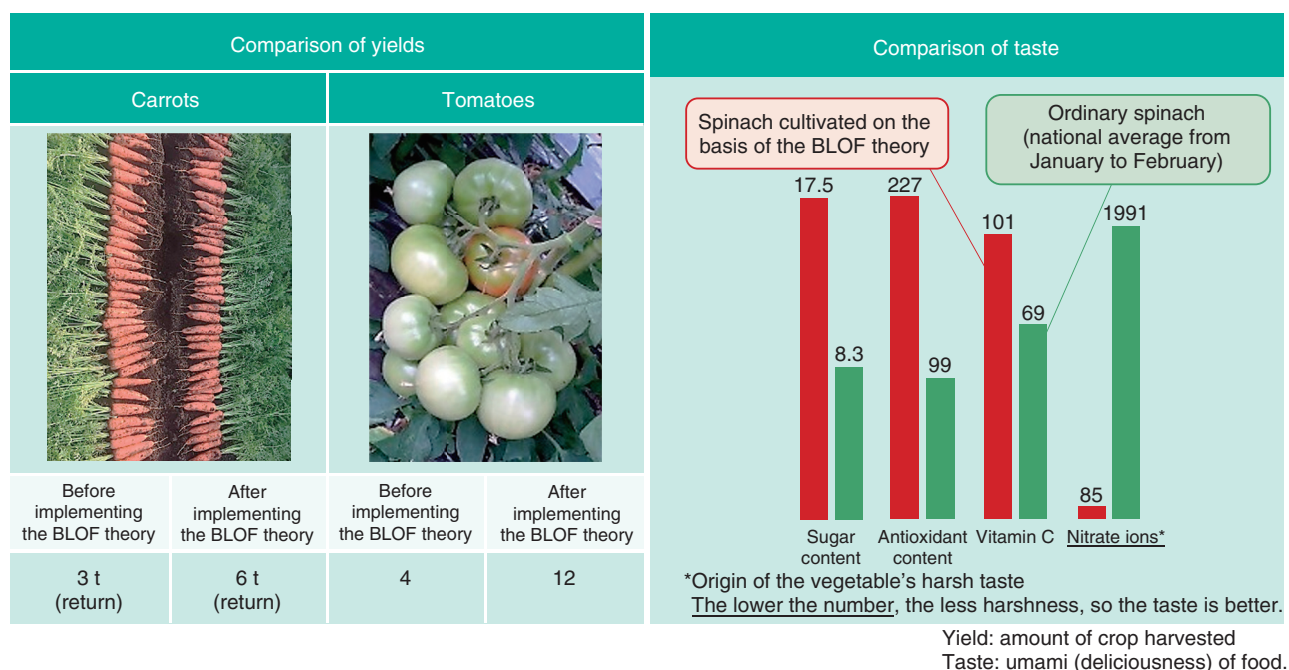 Comparison of yields
Carrots
Tomatoes
Before
implementing
the BLOF theory
After
implementing
the BLOF theory
Before
implementing
the BLOF theory
After
implementing
the BLOF theory
3 t
(return)
6 t
(return)
4
12
Comparison of taste
Spinach cultivated on the
basis of the BLOF theory
Ordinary spinach
(national average from
January to February)
17.5
8.3
227
99
101
69
85
1991
Sugar
content
Antioxidant
content
Vitamin C
Nitrate ions*
*Origin of the vegetable's harsh taste
The lower the number, the less harshness, so the taste is better.
Yield: amount of crop harvested
Taste: umami (deliciousness) of food.